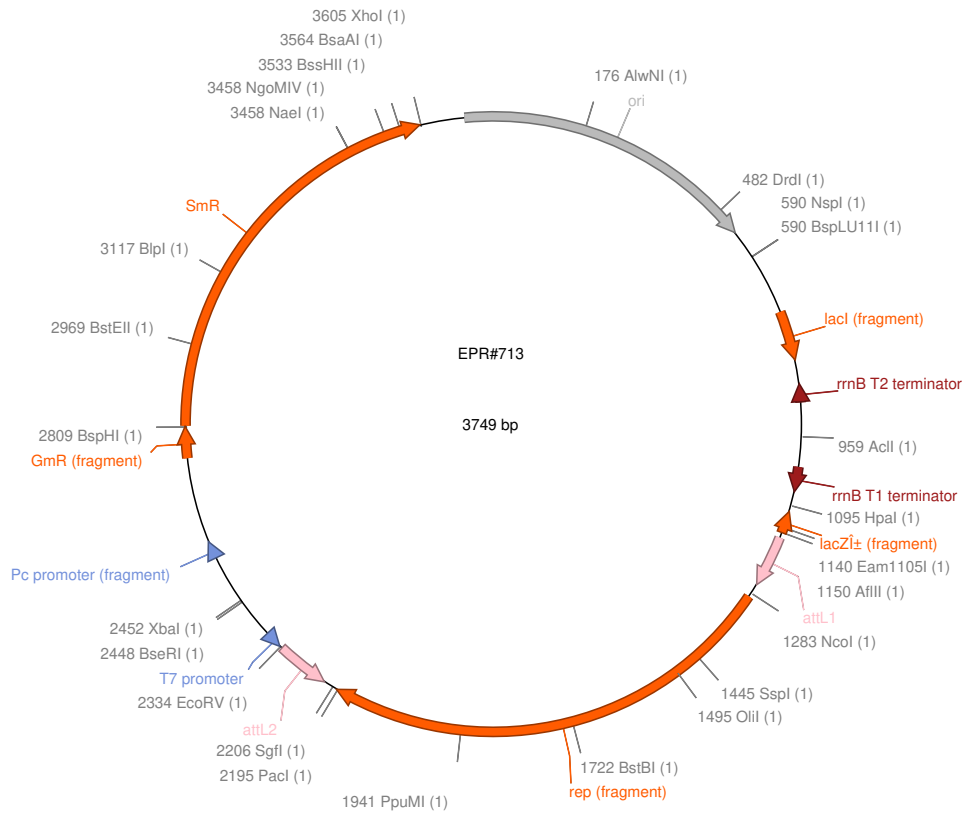 3605 XhoI (1)
3564 BsaAI (1)
3533 BssHII (1)
3458 NgoMIV (1)
3458 NaeI (1)
176 AlwNI (1)
ori
482 DrdI (1)
590 NspI (1)
590 BspLU11I (1)
SmR
3117 BlpI (1)
2969 BstEII (1)
lacI (fragment)
EPR#713
rrnB T2 terminator
3749 bp
2809 BspHI (1)
959 AclI (1)
GmR (fragment)
rrnB T1 terminator
1095 HpaI (1)
lacZÎ± (fragment)
1140 Eam1105I (1)
Pc promoter (fragment)
1150 AflII (1)
attL1
2452 XbaI (1)
1283 NcoI (1)
2448 BseRI (1)
T7 promoter
1445 SspI (1)
2334 EcoRV (1)
1495 OliI (1)
attL2
2206 SgfI (1)
1722 BstBI (1)
2195 PacI (1)
rep (fragment)
1941 PpuMI (1)